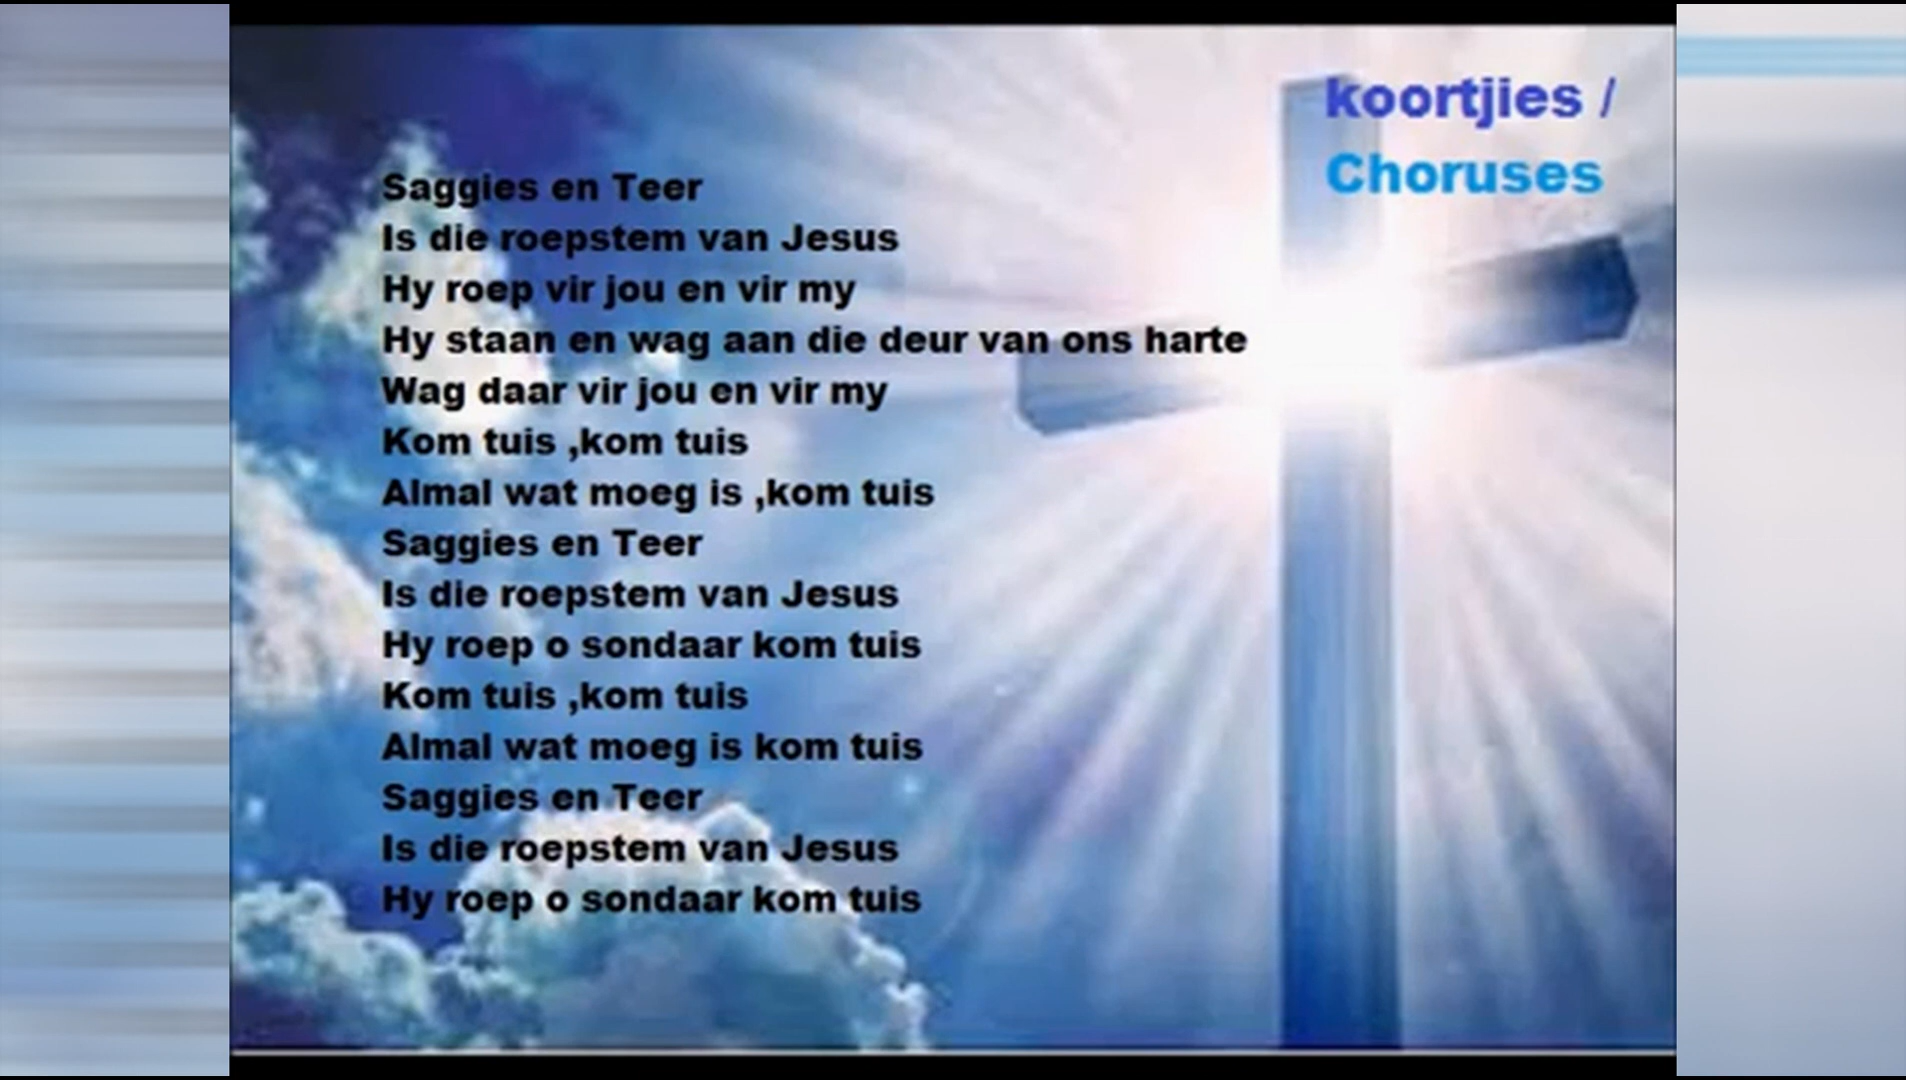 koortjies /
Choruses
Saggies en Teer
Is die roepstem van Jesus
Hy roep vir jou en vir my
Hy staan en wag aan die deur van ons harte
Wag daar vir jou en vir my
Kom tuis ,kom tuis
Almal wat moeg is ,kom tuis
Saggies en Teer
Is die roepstem van Jesus
Hy roep o sondaar kom tuis
Kom tuis ,kom tuis
Almal wat moeg is kom tuis
Saggies en Teer
Is die roepstem van Jesus
Hy roep o sondaar kom tuis